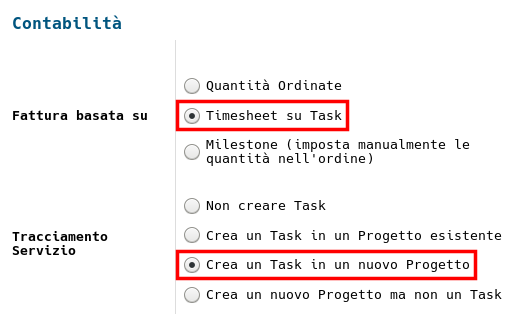 Contabilità
Quantità Ordinate
Fattura basata su
Timesheet su Task
Milestone (imposta manualmente le
quantità nell'ordine)
Non creare Task
Tracciamento
Servizio
Crea un Task in un Progetto esistente
Crea un Task in un nuovo Progetto
Crea un nuovo Progetto ma non un Task